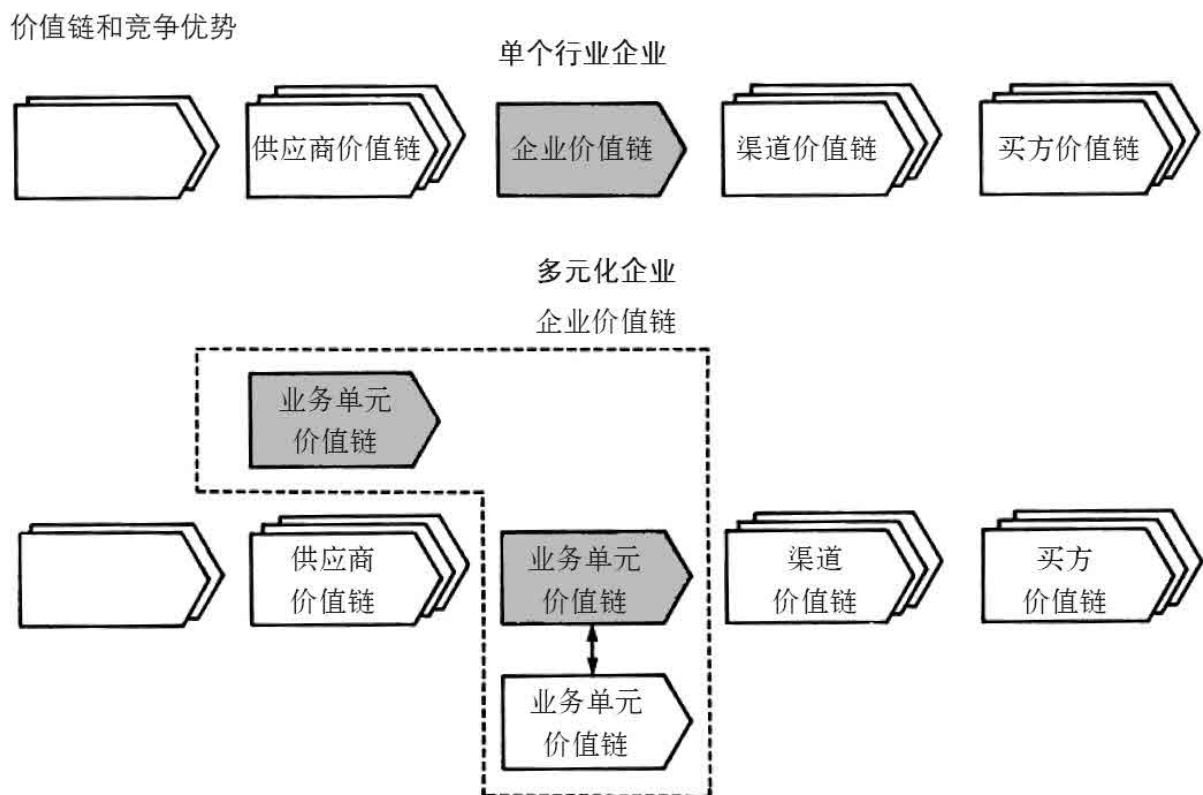 价值链和竞争优势
单个行业企业
供应商价值链
企业价值链
渠道价值链
买方价值链
多元化企业
企业价值链
业务单元
价值链
供应商
价值链
业务单元
价值链
渠道
价值链
买方
价值链
业务单元
价值链